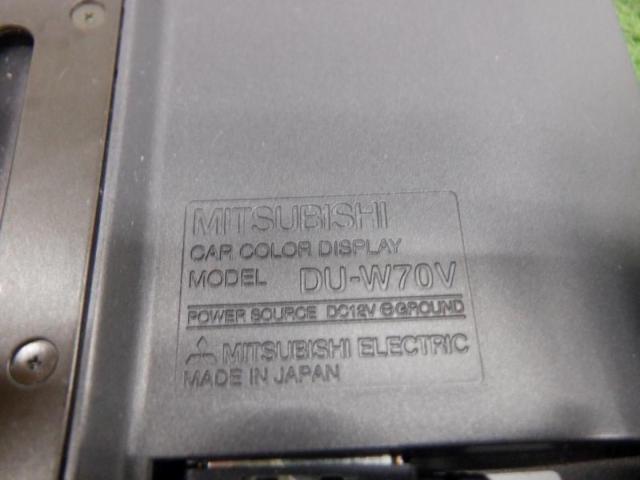 MITSUBISHI
CAR COLOR DISPLAY
MODEL DU-W70V
POWER SOURCE DC12V ⊖GROUND
MITSUBISHI ELECTRIC
MADE IN JAPAN